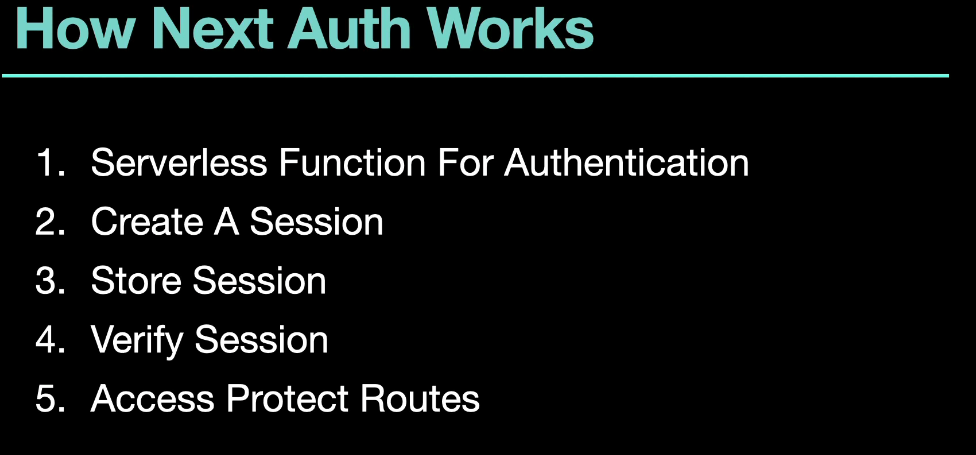 How Next Auth Works
1. Serverless Function For Authentication
2. Create A Session
3. Store Session
4. Verify Session
5. Access Protect Routes